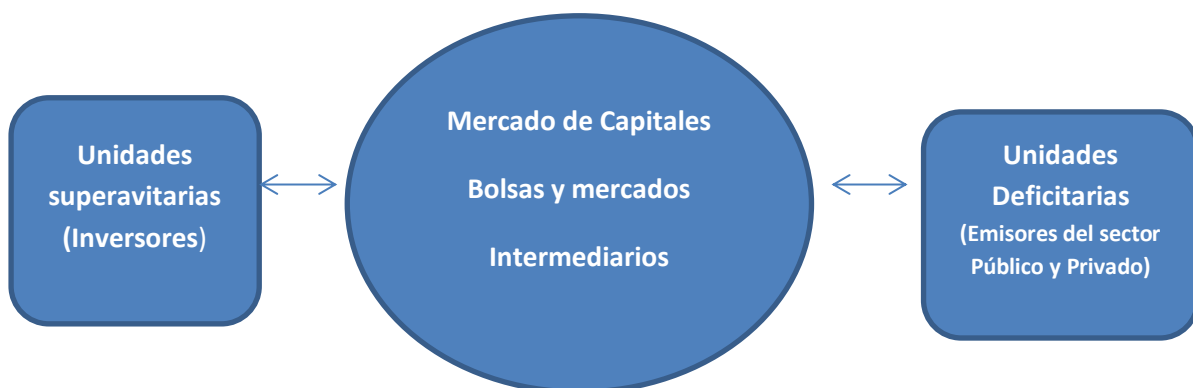 Unidades
superavitarias
(Inversores)
Mercado de Capitales
Bolsas y mercados
Intermediarios
Unidades
Deficitarias
(Emisores del sector
Público y Privado)